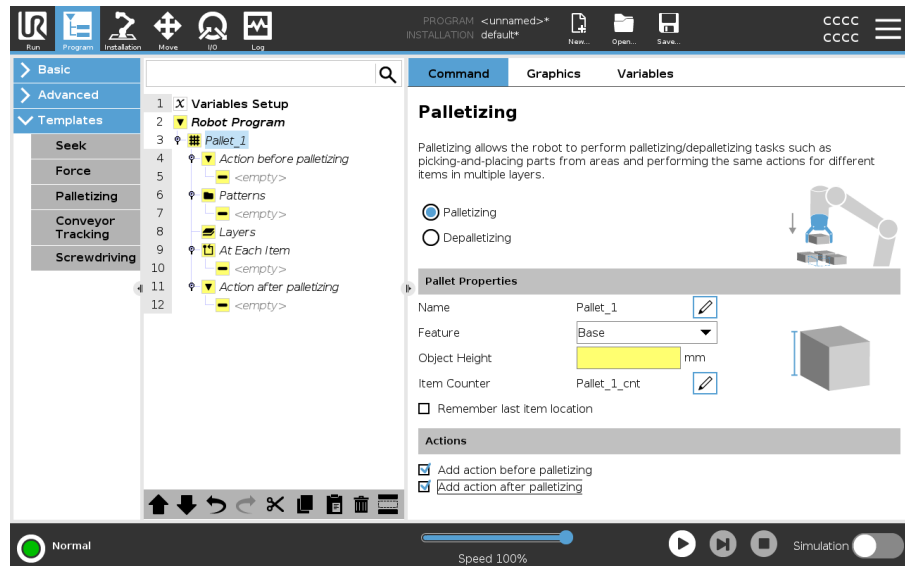 PROGRAM <unnamed>*
INSTALLATION default*
CCCC
CCCC
Run
Program
Installation
Move
I/O
Log
New...
Open...
Save...
Basic
Advanced
Templates
Seek
Force
Palletizing
Conveyor
Tracking
Screwdriving
1 X Variables Setup
2 Robot Program
3 Pallet_1
4 Action before palletizing
5 <empty>
6 Patterns
7 <empty>
8 Layers
9 At Each Item
10 <empty>
11 Action after palletizing
12 <empty>
Command Graphics Variables
Palletizing
Palletizing allows the robot to perform palletizing/depalletizing tasks such as
picking-and-placing parts from areas and performing the same actions for different
items in multiple layers.
Palletizing
Depalletizing
Pallet Properties
Name Pallet_1
Feature Base
Object Height mm
Item Counter Pallet_1_cnt
Remember last item location
Actions
Add action before palletizing
Add action after palletizing
Normal
Speed 100%
Simulation